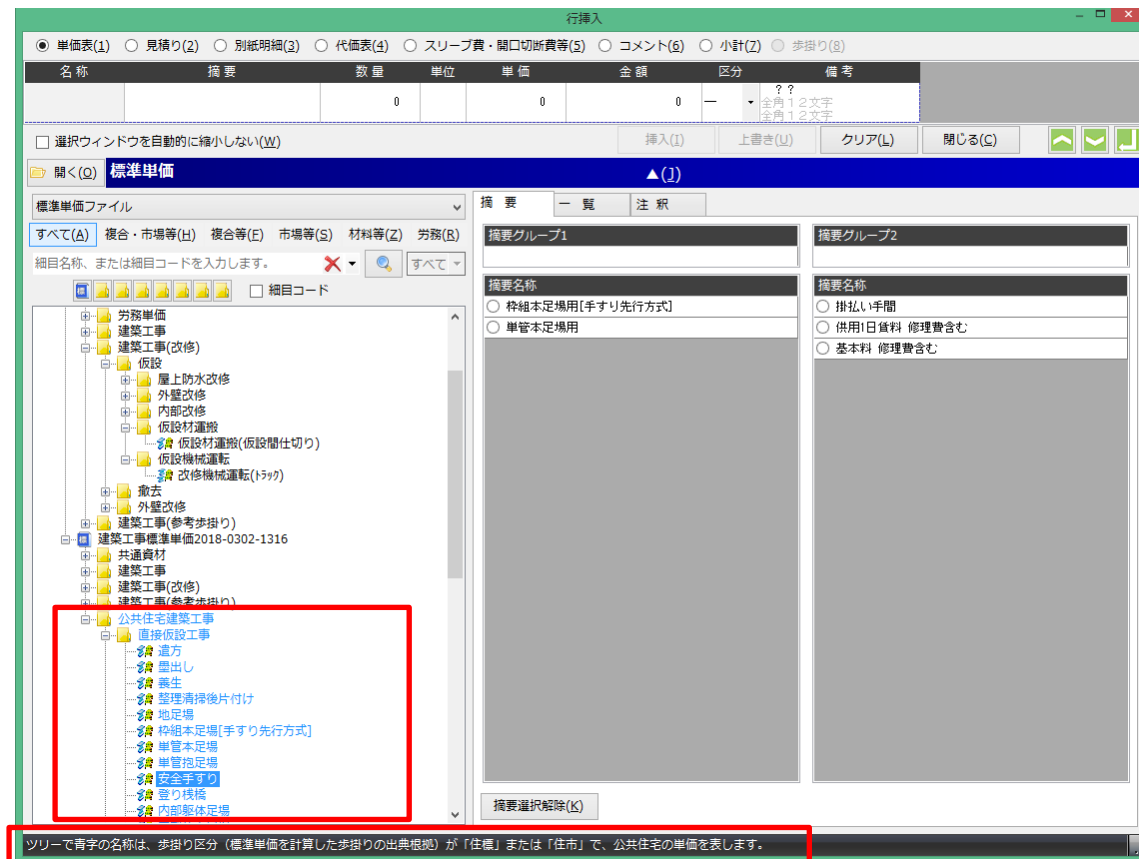 行挿入
単価表(1) 見積り(2) 別紙明細(3) 代価表(4) スリーブ費・開口切断費等(5) コメント(6) 小計(7) 歩掛り(8)
名 称 摘 要 数 量 単位 単 価 金 額 区分 備 考
0 0 0 — ? ?
全角12文字
全角12文字
選択ウィンドウを自動的に縮小しない(W) 挿入(I) 上書き(U) クリア(L) 閉じる(C)
開く(O) 標準単価 ▲(J)
標準単価ファイル
すべて(A) 複合・市場等(H) 複合等(F) 市場等(S) 材料等(Z) 労務(R)
細目名称、または細目コードを入力します。 すべて
細目コード
労務単価
建築工事
建築工事(改修)
仮設
屋上防水改修
外壁改修
内部改修
仮設材運搬
仮設材運搬(仮設間仕切り)
仮設機械運転
改修機械運転(トラック)
撤去
外壁改修
建築工事(参考歩掛り)
建築工事標準単価2018-0302-1316
共通資材
建築工事
建築工事(改修)
建築工事(参考歩掛り)
公共住宅建築工事
直接仮設工事
遣方
墨出し
養生
整理清掃後片付け
地足場
枠組本足場[手すり先行方式]
単管本足場
単管抱足場
安全手すり
登り桟橋
内部躯体足場
摘 要 一 覧 注 釈
摘要グループ1
摘要名称
枠組本足場用[手すり先行方式]
単管本足場用
摘要グループ2
摘要名称
掛払い手間
供用1日賃料 修理費含む
基本料 修理費含む
摘要選択解除(K)
ツリーで青字の名称は、歩掛り区分（標準単価を計算した歩掛りの出典根拠）が「住標」または「住市」で、公共住宅の単価を表します。